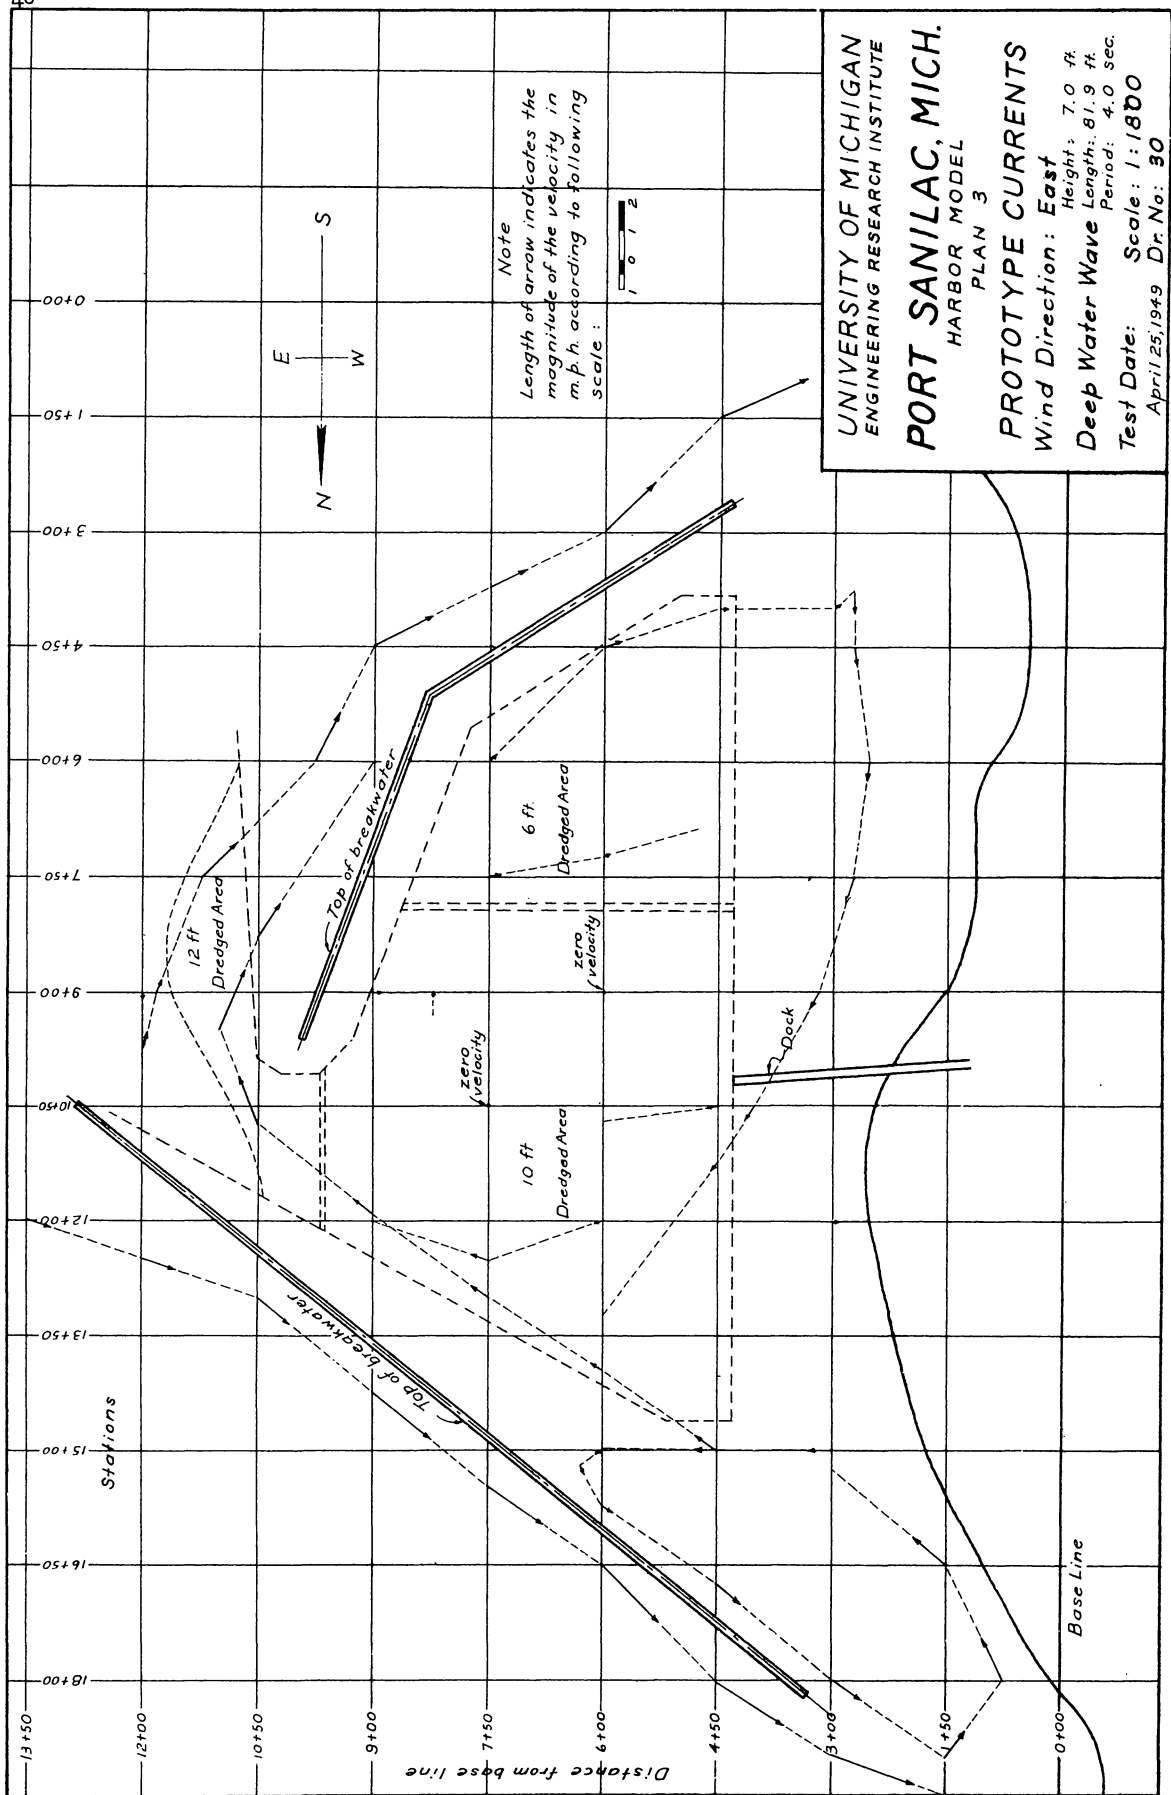 40
Stations
18+00
16+50
15+00
13+50
12+00
10+50
9+00
7+50
6+00
4+50
3+00
1+50
0+00
13+50
12+00
10+50
9+00
7+50
6+00
4+50
3+00
1+50
0+00
Distance from base line
Base Line
Top of breakwater
Top of breakwater
12 ft
Dredged Area
10 ft
Dredged Area
6 ft.
Dredged Area
zero
velocity
zero
velocity
Dock
N
E
W
S
Note
Length of arrow indicates the
magnitude of the velocity in
m.p.h. according to following
scale :
1 0 1 2
UNIVERSITY OF MICHIGAN
ENGINEERING RESEARCH INSTITUTE
PORT SANILAC, MICH.
HARBOR MODEL
PLAN 3
PROTOTYPE CURRENTS
Wind Direction : East
Height : 7.0 ft.
Deep Water Wave Length: 81.9 ft.
Period: 4.0 sec.
Test Date: Scale : 1:1800
April 25, 1949 Dr. No: 30